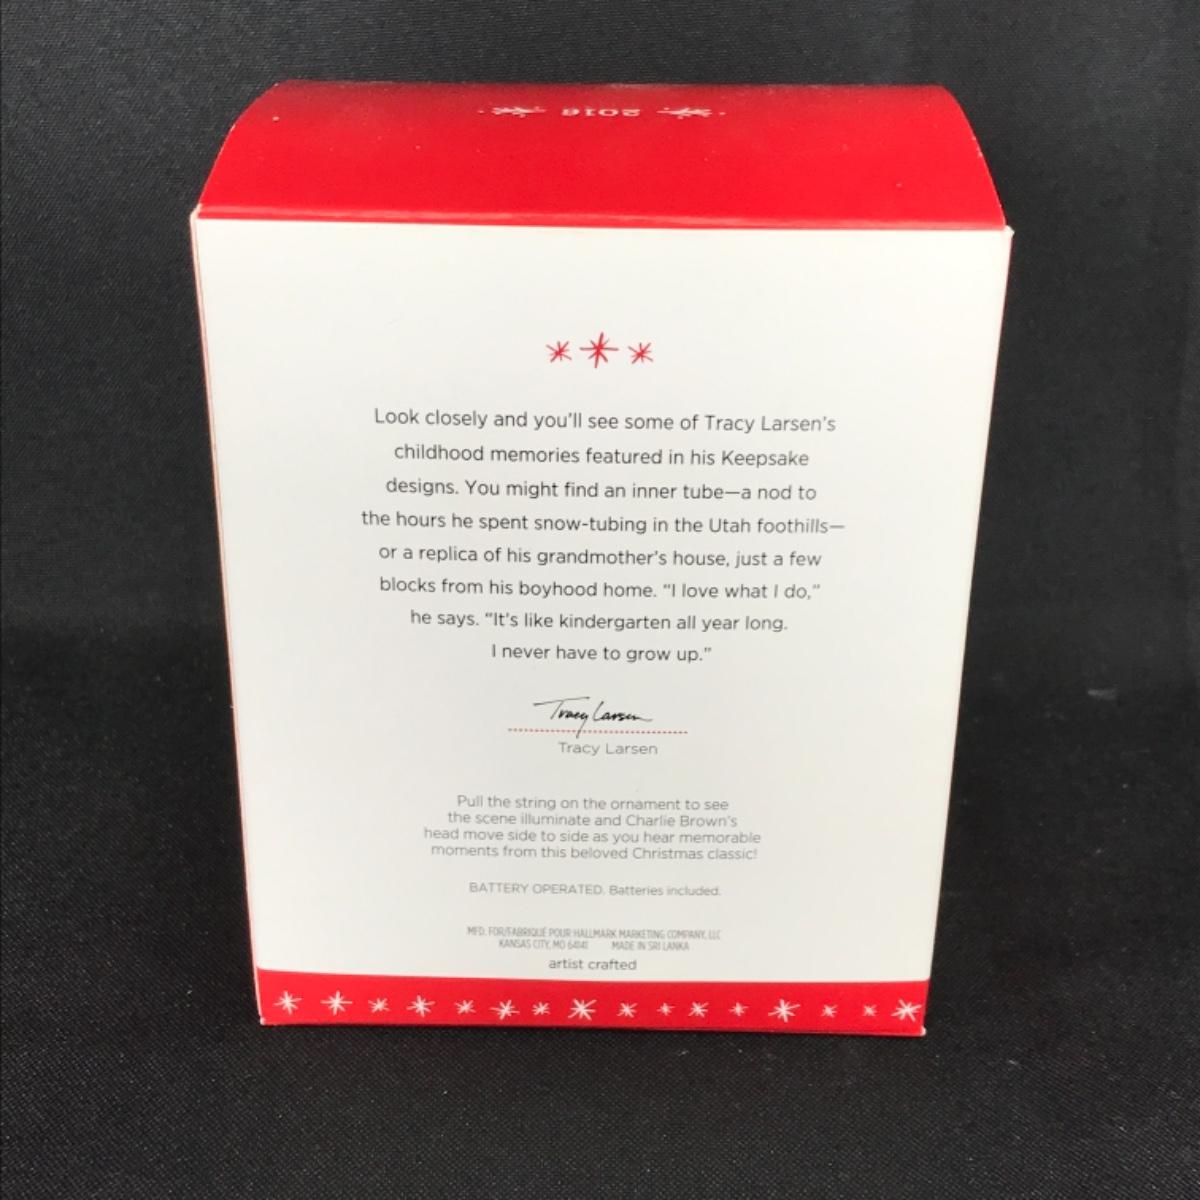 2016
Look closely and you'll see some of Tracy Larsen's
childhood memories featured in his Keepsake
designs. You might find an inner tube—a nod to
the hours he spent snow-tubing in the Utah foothills—
or a replica of his grandmother's house, just a few
blocks from his boyhood home. "I love what I do,"
he says. "It's like kindergarten all year long.
I never have to grow up."
Tracy Larsen
Tracy Larsen
Pull the string on the ornament to see
the scene illuminate and Charlie Brown's
head move side to side as you hear memorable
moments from this beloved Christmas classic!
BATTERY OPERATED. Batteries included.
MFD. FOR/FABRIQUÉ POUR HALLMARK MARKETING COMPANY, LLC
KANSAS CITY, MO 64141 MADE IN SRI LANKA
artist crafted